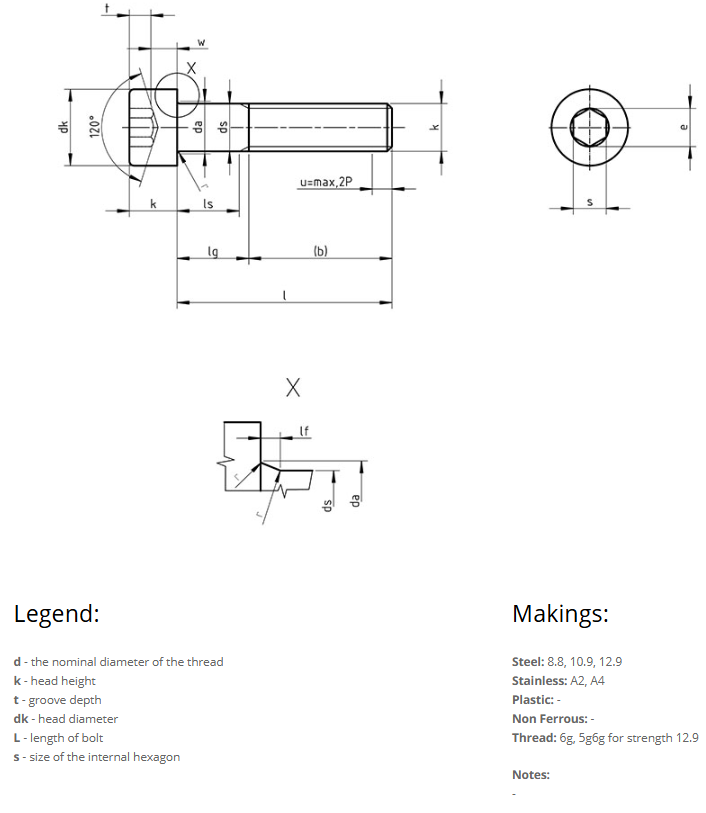 t
w
X
dk
120°
da
ds
k
e
r
u=max,2P
k
ls
s
lg
(b)
l
X
lf
r
r
ds
da
Legend:
d - the nominal diameter of the thread
k - head height
t - groove depth
dk - head diameter
L - length of bolt
s - size of the internal hexagon
Makings:
Steel: 8.8, 10.9, 12.9
Stainless: A2, A4
Plastic: -
Non Ferrous: -
Thread: 6g, 5g6g for strength 12.9
Notes:
-